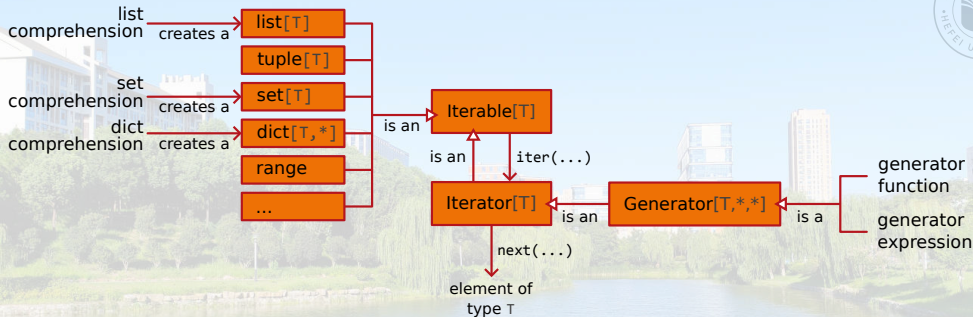 list
comprehension
creates a
list[T]
tuple[T]
set
comprehension
creates a
set[T]
dict
comprehension
creates a
dict[T,*]
range
...
is an
Iterable[T]
is an
iter(...)
Iterator[T]
is an
Generator[T,*,*]
is a
generator
function
generator
expression
next(...)
element of
type T
HEFEI